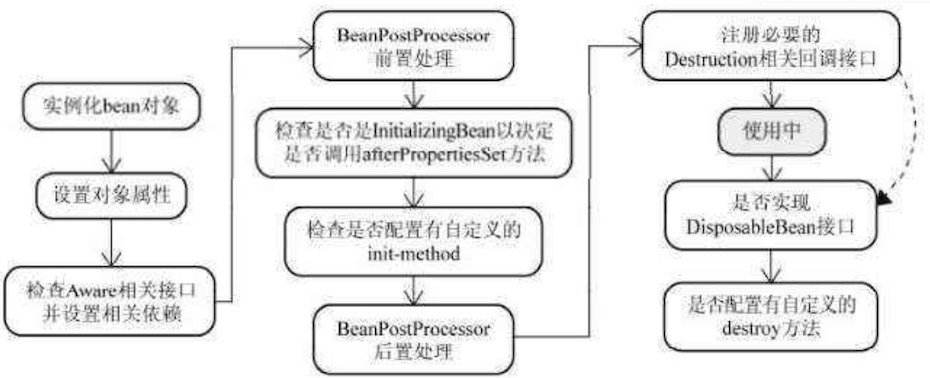 实例化bean对象
设置对象属性
检查Aware相关接口
并设置相关依赖
BeanPostProcessor
前置处理
检查是否是InitializingBean以决定
是否调用afterPropertiesSet方法
检查是否配置有自定义的
init-method
BeanPostProcessor
后置处理
注册必要的
Destruction相关回调接口
使用中
是否实现
DisposableBean接口
是否配置有自定义的
destroy方法